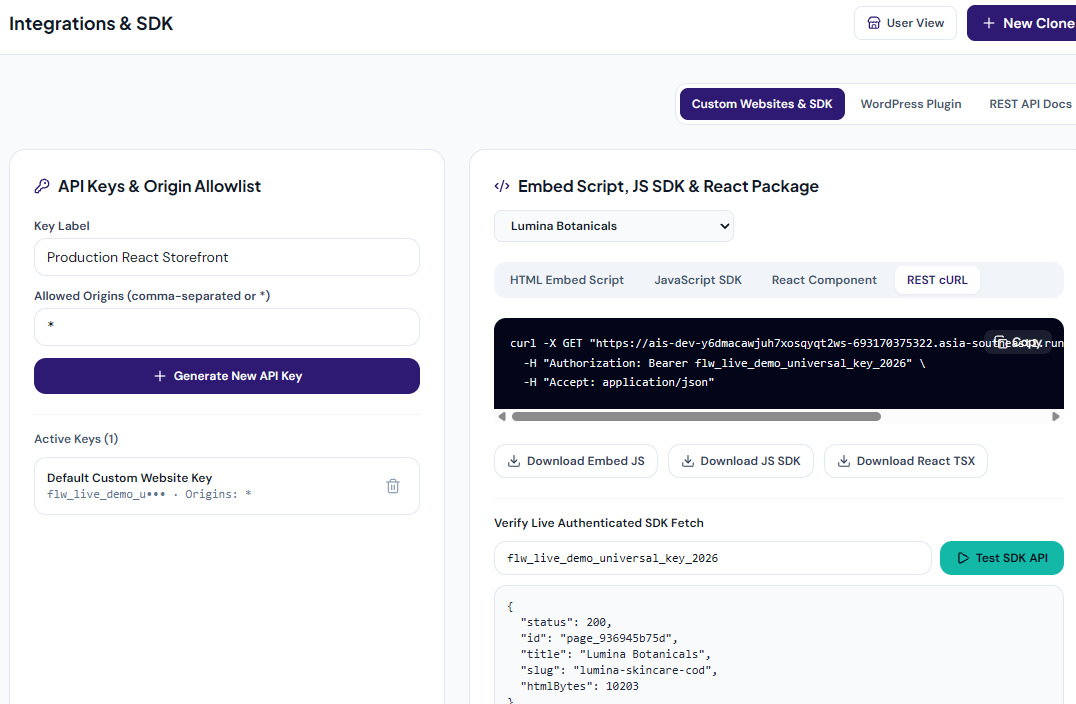 Integrations & SDK
User View
New Clone
Custom Websites & SDK
WordPress Plugin
REST API Docs
API Keys & Origin Allowlist
Key Label
Production React Storefront
Allowed Origins (comma-separated or *)
*
Generate New API Key
Active Keys (1)
Default Custom Website Key
flw_live_demo_u••• · Origins: *
</> Embed Script, JS SDK & React Package
Lumina Botanicals
HTML Embed Script
JavaScript SDK
React Component
REST cURL
Copy
curl -X GET "https://ais-dev-y6dmacawjuh7xosqyqt2ws-693170375322.asia-southeast1.run
-H "Authorization: Bearer flw_live_demo_universal_key_2026" \
-H "Accept: application/json"
Download Embed JS
Download JS SDK
Download React TSX
Verify Live Authenticated SDK Fetch
flw_live_demo_universal_key_2026
Test SDK API
{
"status": 200,
"id": "page_936945b75d",
"title": "Lumina Botanicals",
"slug": "lumina-skincare-cod",
"htmlBytes": 10203
}